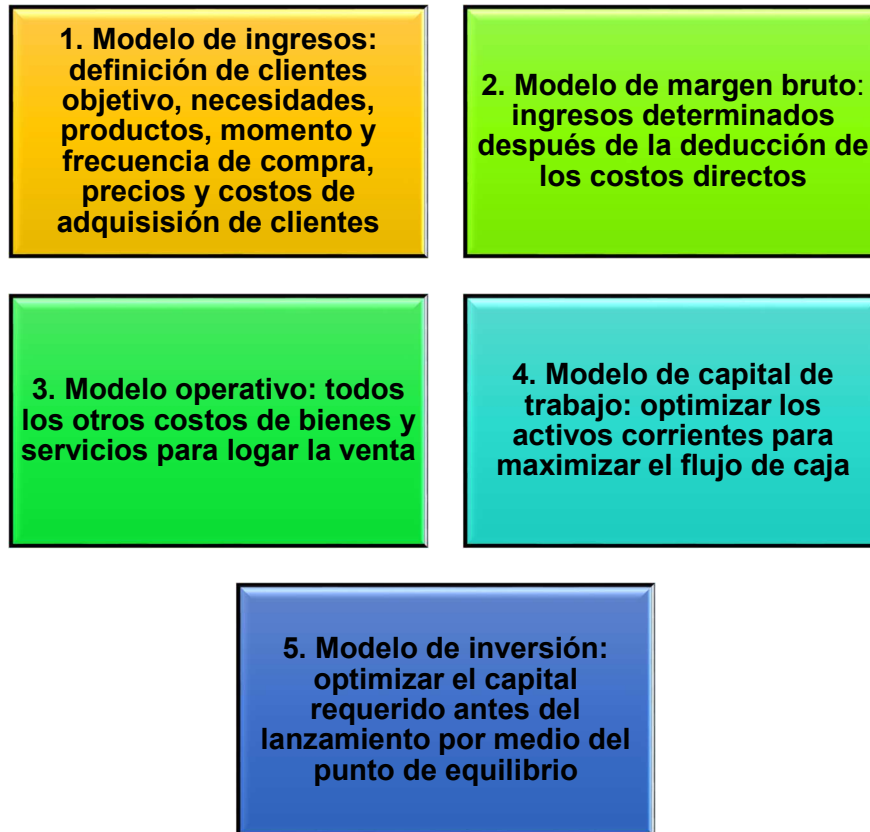 1. Modelo de ingresos:
definición de clientes
objetivo, necesidades,
productos, momento y
frecuencia de compra,
precios y costos de
adquisisión de clientes
2. Modelo de margen bruto:
ingresos determinados
después de la deducción de
los costos directos
3. Modelo operativo: todos
los otros costos de bienes y
servicios para logar la venta
4. Modelo de capital de
trabajo: optimizar los
activos corrientes para
maximizar el flujo de caja
5. Modelo de inversión:
optimizar el capital
requerido antes del
lanzamiento por medio del
punto de equilibrio